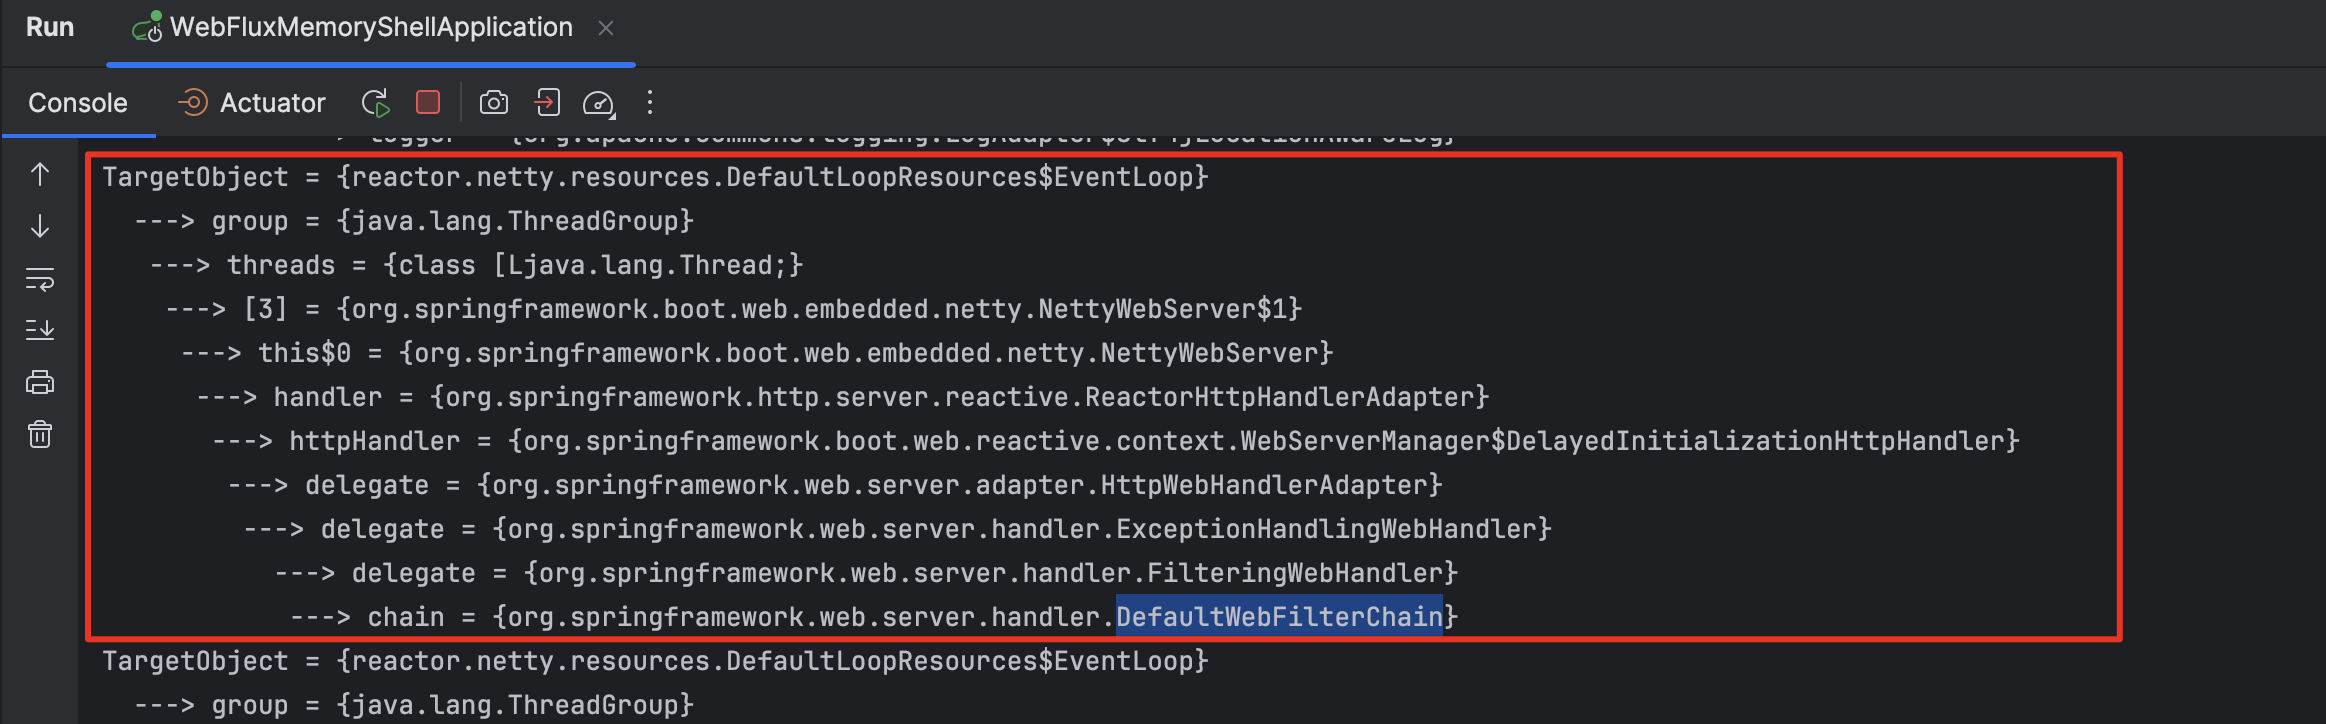 Run WebFluxMemoryShellApplication
Console Actuator
TargetObject = {reactor.netty.resources.DefaultLoopResources$EventLoop}
---> group = {java.lang.ThreadGroup}
---> threads = {class [Ljava.lang.Thread;}
---> [3] = {org.springframework.boot.web.embedded.netty.NettyWebServer$1}
---> this$0 = {org.springframework.boot.web.embedded.netty.NettyWebServer}
---> handler = {org.springframework.http.server.reactive.ReactorHttpHandlerAdapter}
---> httpHandler = {org.springframework.boot.web.reactive.context.WebServerManager$DelayedInitializationHttpHandler}
---> delegate = {org.springframework.web.server.adapter.HttpWebHandlerAdapter}
---> delegate = {org.springframework.web.server.handler.ExceptionHandlingWebHandler}
---> delegate = {org.springframework.web.server.handler.FilteringWebHandler}
---> chain = {org.springframework.web.server.handler.DefaultWebFilterChain}
TargetObject = {reactor.netty.resources.DefaultLoopResources$EventLoop}
---> group = {java.lang.ThreadGroup}